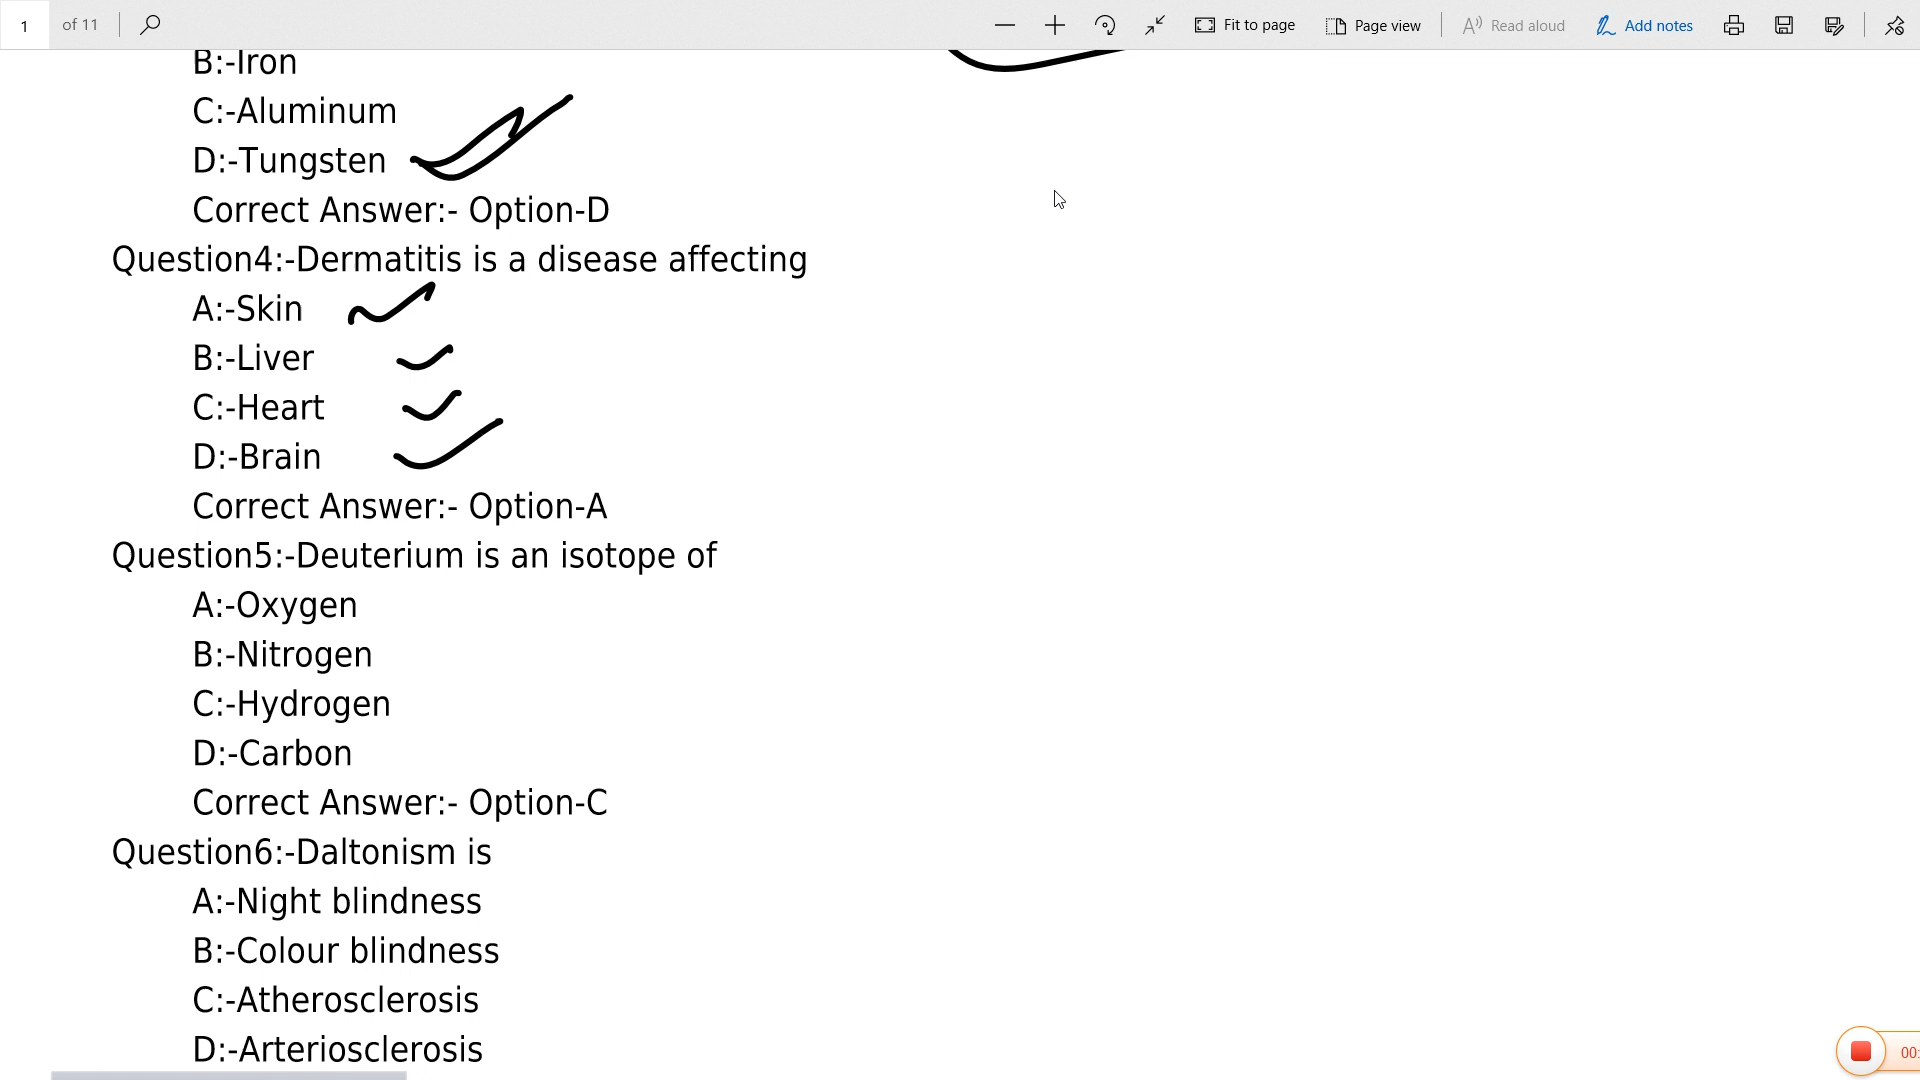 1 of 11 Fit to page Page view Read aloud Add notes
B:-Iron
C:-Aluminum
D:-Tungsten
Correct Answer:- Option-D
Question4:-Dermatitis is a disease affecting
A:-Skin
B:-Liver
C:-Heart
D:-Brain
Correct Answer:- Option-A
Question5:-Deuterium is an isotope of
A:-Oxygen
B:-Nitrogen
C:-Hydrogen
D:-Carbon
Correct Answer:- Option-C
Question6:-Daltonism is
A:-Night blindness
B:-Colour blindness
C:-Atherosclerosis
D:-Arteriosclerosis
00: